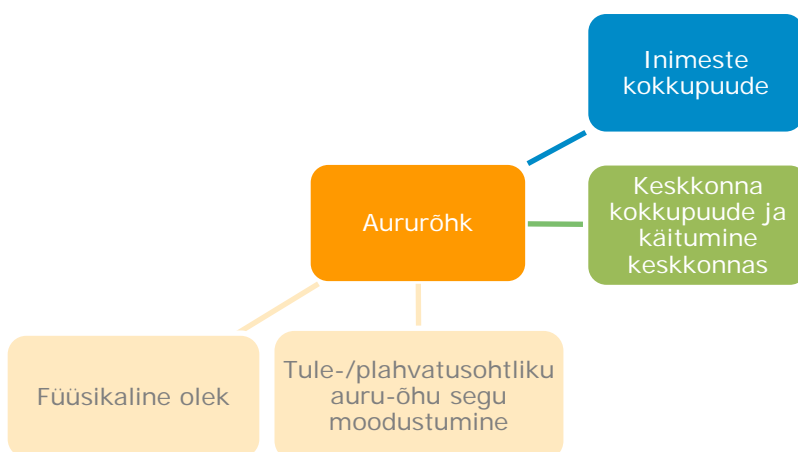 Inimeste
kokkupuude
Aururõhk
Keskkonna
kokkupuude ja
käitumine
keskkonnas
Füüsikaline olek
Tule-/plahvatusohtliku
auru-õhu segu
moodustumine